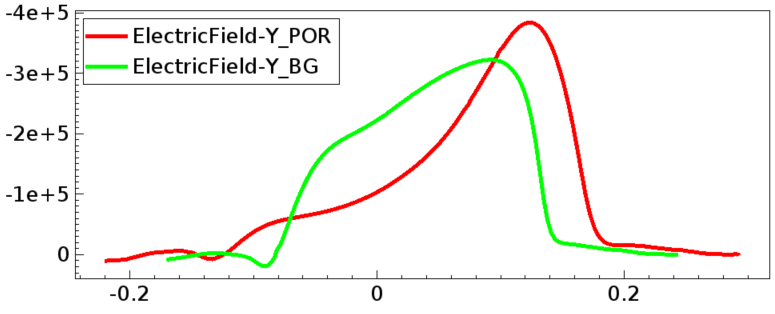 -4e+5
ElectricField-Y_POR
ElectricField-Y_BG
-3e+5
-2e+5
-1e+5
0
-0.2 0 0.2